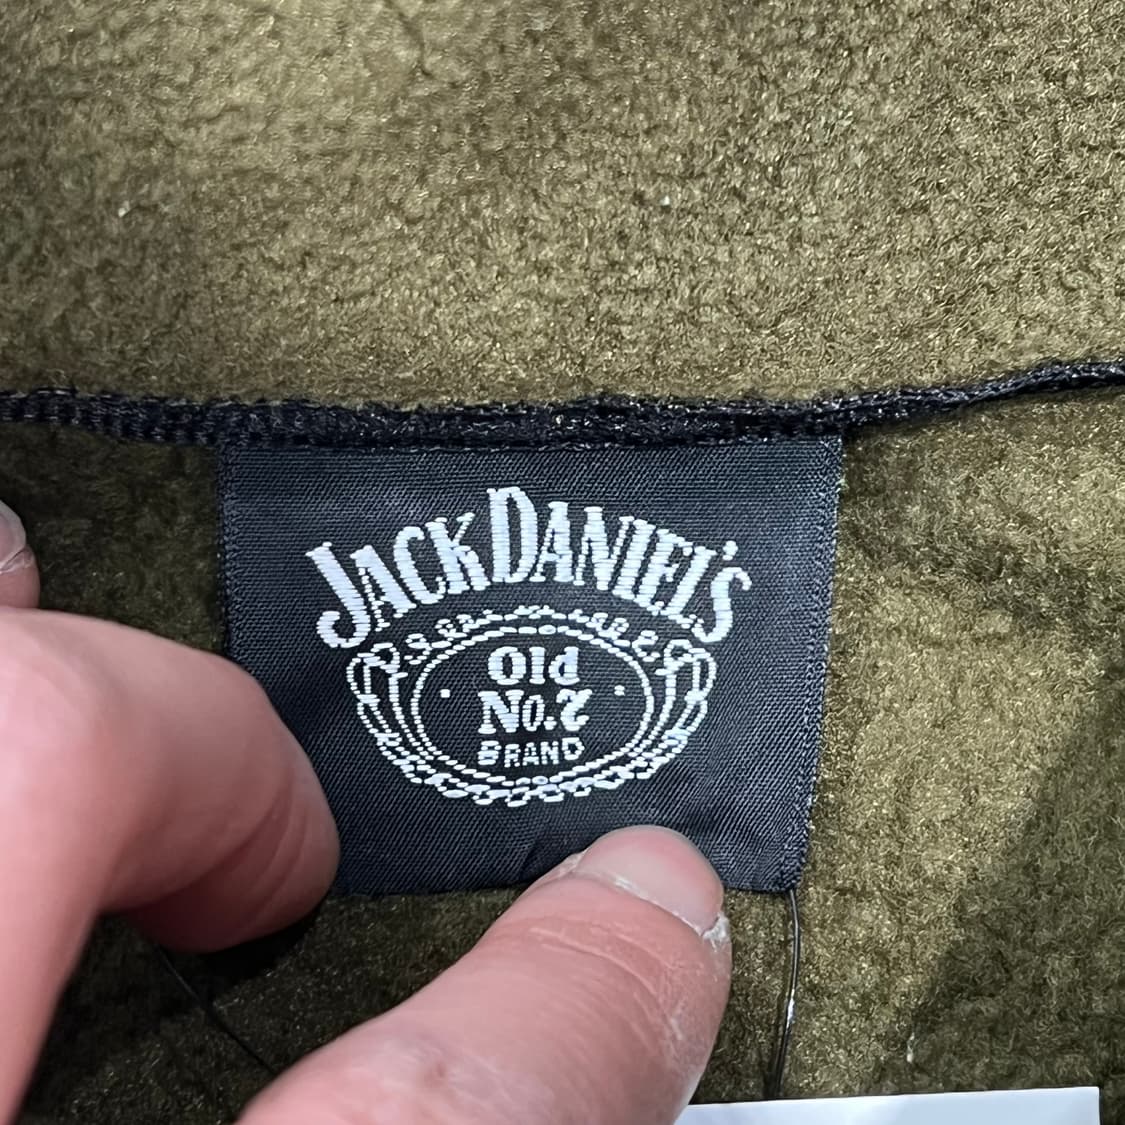 JACK DANIEL'S
Old
No.7
BRAND